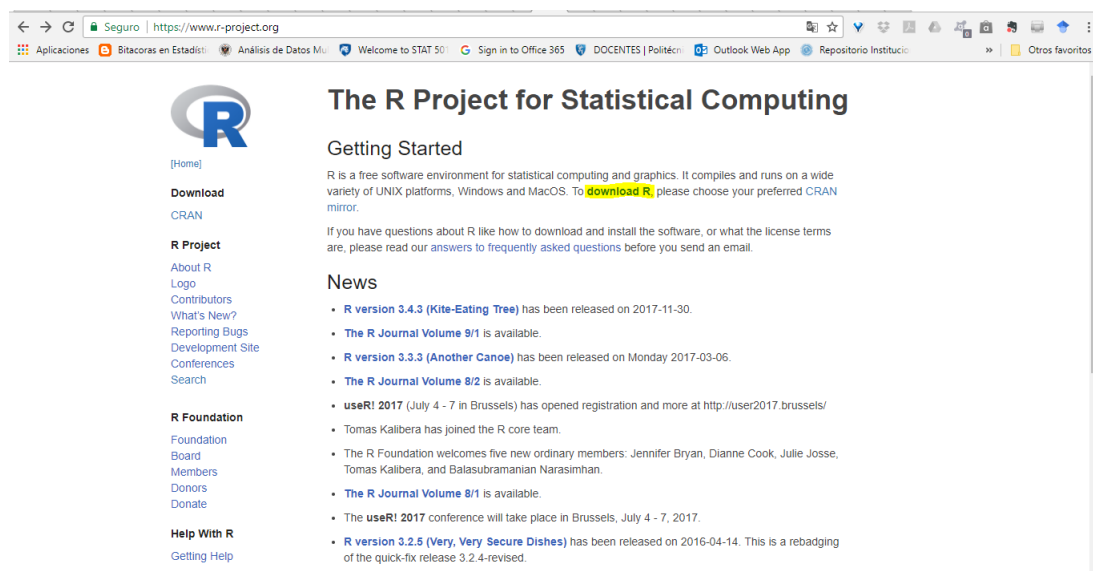 Seguro | https://www.r-project.org
Aplicaciones Bitacoras en Estadísti Análisis de Datos Mul Welcome to STAT 501 Sign in to Office 365 DOCENTES | Politécni Outlook Web App Repositorio Institucio » Otros favoritos
R
The R Project for Statistical Computing
[Home]
Download
CRAN
R Project
About R
Logo
Contributors
What's New?
Reporting Bugs
Development Site
Conferences
Search
R Foundation
Foundation
Board
Members
Donors
Donate
Help With R
Getting Help
Getting Started
R is a free software environment for statistical computing and graphics. It compiles and runs on a wide
variety of UNIX platforms, Windows and MacOS. To download R, please choose your preferred CRAN
mirror.
If you have questions about R like how to download and install the software, or what the license terms
are, please read our answers to frequently asked questions before you send an email.
News
• R version 3.4.3 (Kite-Eating Tree) has been released on 2017-11-30.
• The R Journal Volume 9/1 is available.
• R version 3.3.3 (Another Canoe) has been released on Monday 2017-03-06.
• The R Journal Volume 8/2 is available.
• useR! 2017 (July 4 - 7 in Brussels) has opened registration and more at http://user2017.brussels/
• Tomas Kalibera has joined the R core team.
• The R Foundation welcomes five new ordinary members: Jennifer Bryan, Dianne Cook, Julie Josse,
Tomas Kalibera, and Balasubramanian Narasimhan.
• The R Journal Volume 8/1 is available.
• The useR! 2017 conference will take place in Brussels, July 4 - 7, 2017.
• R version 3.2.5 (Very, Very Secure Dishes) has been released on 2016-04-14. This is a rebadging
of the quick-fix release 3.2.4-revised.